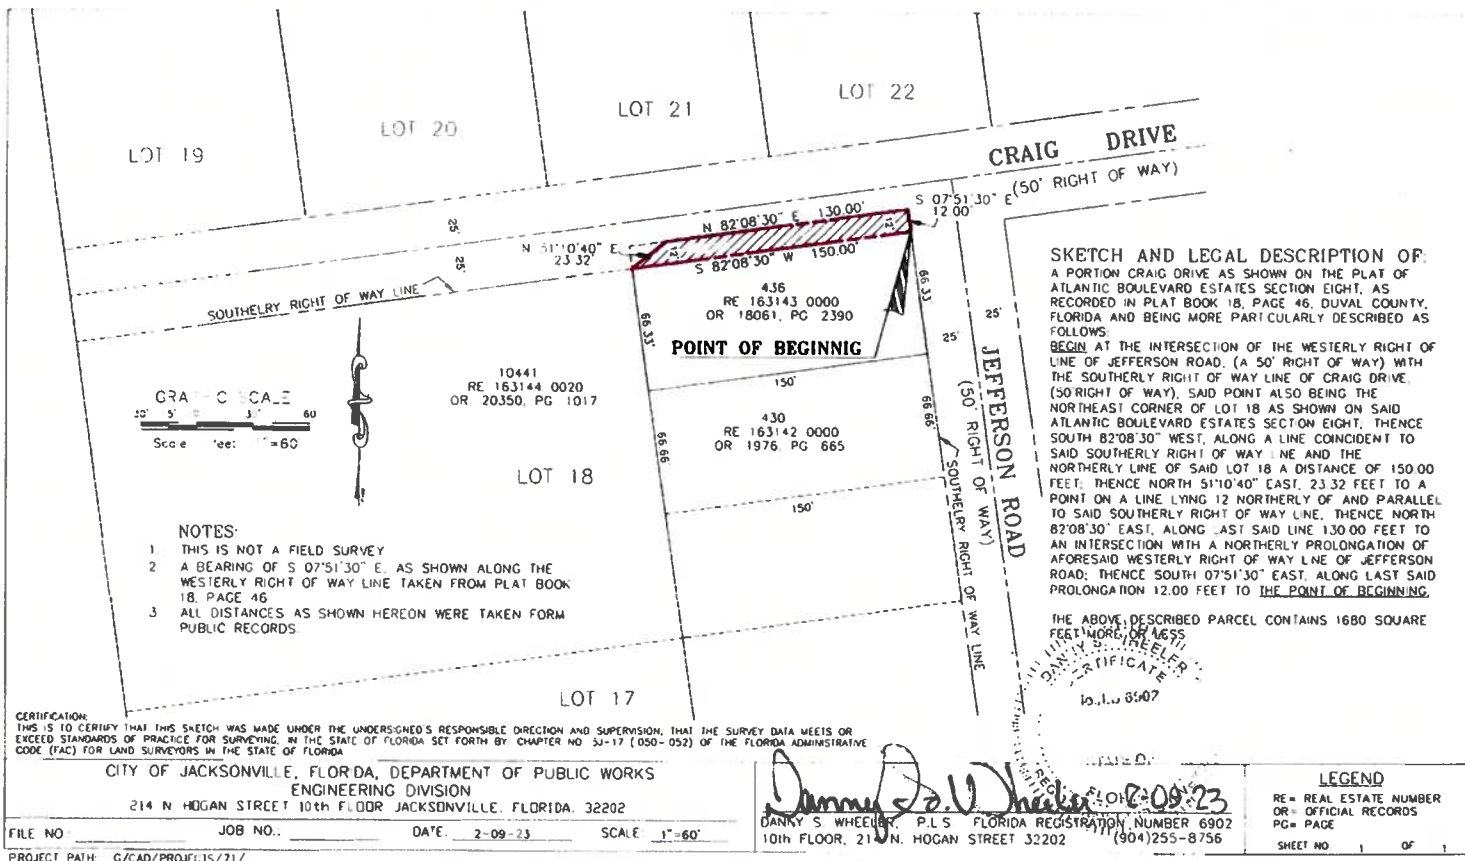 LOT 19
LOT 20
LOT 21
LOT 22
CRAIG DRIVE
(50' RIGHT OF WAY)
S 07°51'30" E
12.00'
N 82°08'30" E 130.00'
N 51°10'40" E
23.32'
12'
12'
S 82°08'30" W 150.00'
25'
25'
SOUTHELRY RIGHT OF WAY LINE
436
RE 163143 0000
OR 18061, PG 2390
66.33'
66.33
POINT OF BEGINNIG
150'
10441
RE 163144 0020
OR 20350, PG 1017
430
RE 163142 0000
OR 1976, PG 665
66.66
66.66
150'
LOT 18
LOT 17
25'
25'
JEFFERSON ROAD
(50' RIGHT OF WAY)
SOUTHELRY RIGHT OF WAY LINE
SCALE
60
1"=60'
NOTES:
1. THIS IS NOT A FIELD SURVEY
2 A BEARING OF S 07°51'30" E. AS SHOWN ALONG THE
WESTERLY RIGHT OF WAY LINE TAKEN FROM PLAT BOOK
18, PAGE 46
3 ALL DISTANCES AS SHOWN HEREON WERE TAKEN FORM
PUBLIC RECORDS
SKETCH AND LEGAL DESCRIPTION OF:
A PORTION CRAIG DRIVE AS SHOWN ON THE PLAT OF
ATLANTIC BOULEVARD ESTATES SECTION EIGHT, AS
RECORDED IN PLAT BOOK 18, PAGE 46, DUVAL COUNTY,
FLORIDA AND BEING MORE PARTICULARLY DESCRIBED AS
FOLLOWS:
BEGIN AT THE INTERSECTION OF THE WESTERLY RIGHT OF
LINE OF JEFFERSON ROAD, (A 50' RIGHT OF WAY) WITH
THE SOUTHERLY RIGHT OF WAY LINE OF CRAIG DRIVE,
(50'RIGHT OF WAY), SAID POINT ALSO BEING THE
NORTHEAST CORNER OF LOT 18 AS SHOWN ON SAID
ATLANTIC BOULEVARD ESTATES SECTION EIGHT; THENCE
SOUTH 82°08'30" WEST, ALONG A LINE COINCIDENT TO
SAID SOUTHERLY RIGHT OF WAY LINE AND THE
NORTHERLY LINE OF SAID LOT 18 A DISTANCE OF 150.00
FEET; THENCE NORTH 51°10'40" EAST, 23.32 FEET TO A
POINT ON A LINE LYING 12 NORTHERLY OF AND PARALLEL
TO SAID SOUTHERLY RIGHT OF WAY LINE, THENCE NORTH
82°08'30" EAST, ALONG LAST SAID LINE 130.00 FEET TO
AN INTERSECTION WITH A NORTHERLY PROLONGATION OF
AFORESAID WESTERLY RIGHT OF WAY LNE OF JEFFERSON
ROAD; THENCE SOUTH 07°51'30" EAST, ALONG LAST SAID
PROLONGATION 12.00 FEET TO THE POINT OF BEGINNING.
THE ABOVE DESCRIBED PARCEL CONTAINS 1680 SQUARE
FEET MORE OR LESS
DANNY S. WHEELER
CERTIFICATE
6902
STATE OF
CERTIFICATION:
THIS IS TO CERTIFY THAT THIS SKETCH WAS MADE UNDER THE UNDERSIGNED'S RESPONSIBLE DIRECTION AND SUPERVISION, THAT THE SURVEY DATA MEETS OR
EXCEED STANDARDS OF PRACTICE FOR SURVEYING, IN THE STATE OF FLORIDA SET FORTH BY: CHAPTER NO 5J-17 (050-052) OF THE FLORIDA ADMINISTRATIVE
CODE (FAC) FOR LAND SURVEYORS IN THE STATE OF FLORIDA
CITY OF JACKSONVILLE, FLORIDA, DEPARTMENT OF PUBLIC WORKS
ENGINEERING DIVISION
214 N HOGAN STREET 10th FLOOR JACKSONVILLE, FLORIDA. 32202
FILE NO JOB NO.: DATE. 2-09-23 SCALE 1"=60'
Danny S. Wheeler 2-09-23
DANNY S WHEELER, P.L.S FLORIDA REGISTRATION NUMBER 6902
10th FLOOR, 214 N. HOGAN STREET 32202 (904)255-8756
LEGEND
RE= REAL ESTATE NUMBER
OR= OFFICIAL RECORDS
PG= PAGE
SHEET NO. 1 OF 1
PROJECT PATH: G/CAD/PROJECTS/21/